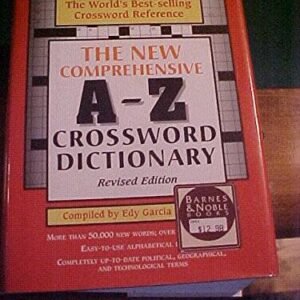 The World's Best-selling
Crossword Reference
THE NEW
COMPREHENSIVE
A-Z
CROSSWORD
DICTIONARY
Revised Edition
Compiled by Edy Garcia
BARNES
& NOBLE
BOOKS
$12.98
MORE THAN 50,000 NEW WORDS; OVER
EASY-TO-USE ALPHABETICAL
COMPLETELY UP-TO-DATE POLITICAL, GEOGRAPHICAL,
AND TECHNOLOGICAL TERMS